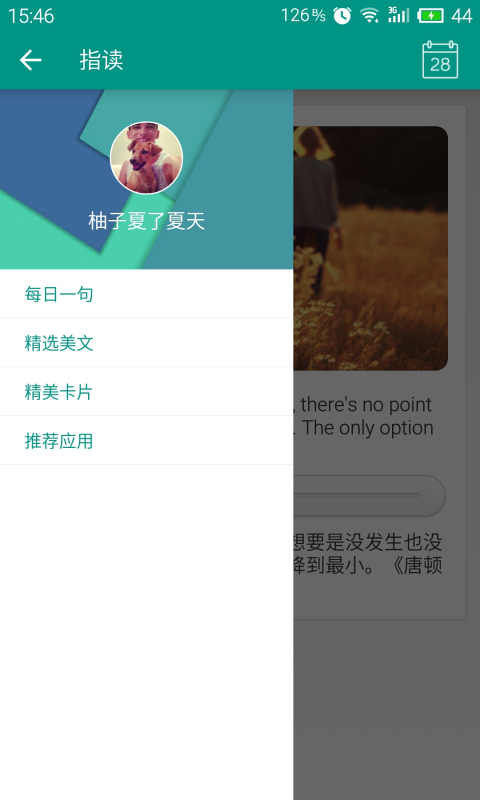 15:46 126 B/s 3G 44
指读 28
柚子夏了夏天
每日一句
精选美文
精美卡片
推荐应用
, there's no point
. The only option
想要是没发生也没
降到最小。《唐顿